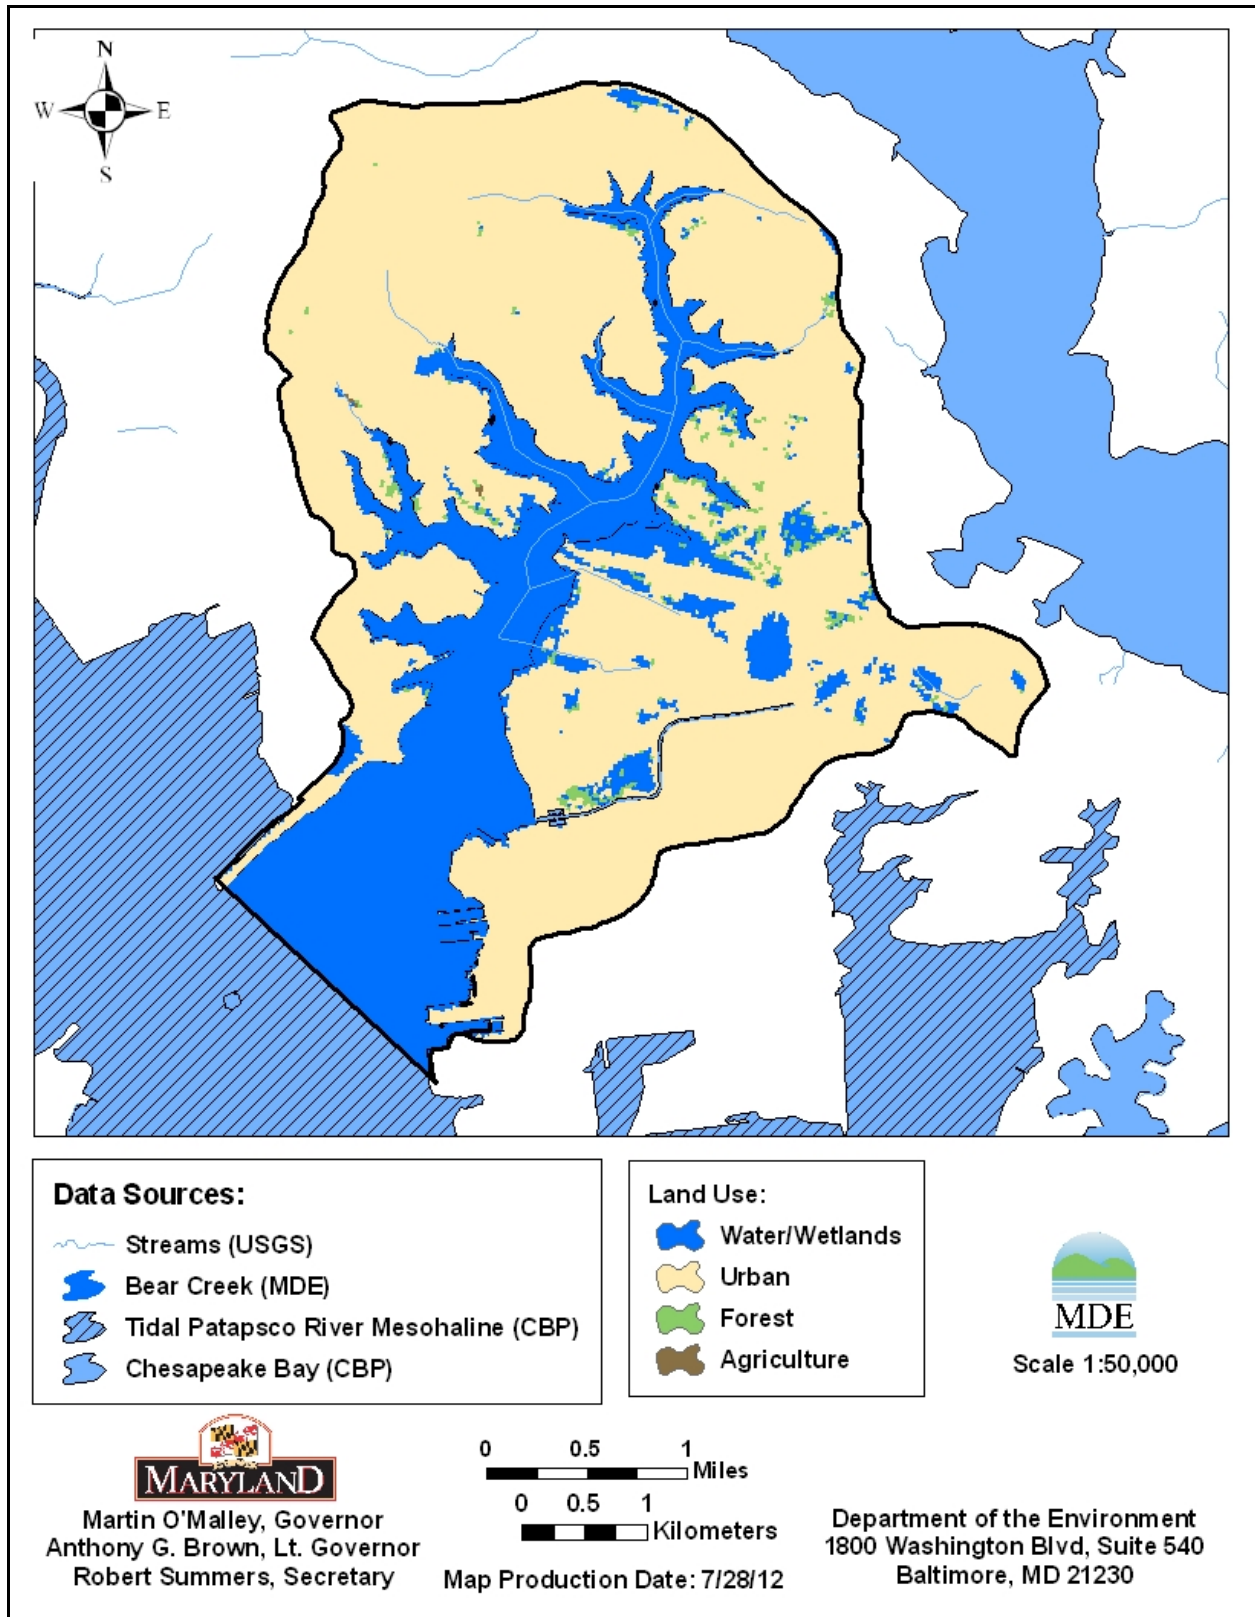 N
W E
S
Data Sources:
Streams (USGS)
Bear Creek (MDE)
Tidal Patapsco River Mesohaline (CBP)
Chesapeake Bay (CBP)
Land Use:
Water/Wetlands
Urban
Forest
Agriculture
MDE
Scale 1:50,000
MARYLAND
Martin O'Malley, Governor
Anthony G. Brown, Lt. Governor
Robert Summers, Secretary
0 0.5 1
Miles
0 0.5 1
Kilometers
Map Production Date: 7/28/12
Department of the Environment
1800 Washington Blvd, Suite 540
Baltimore, MD 21230